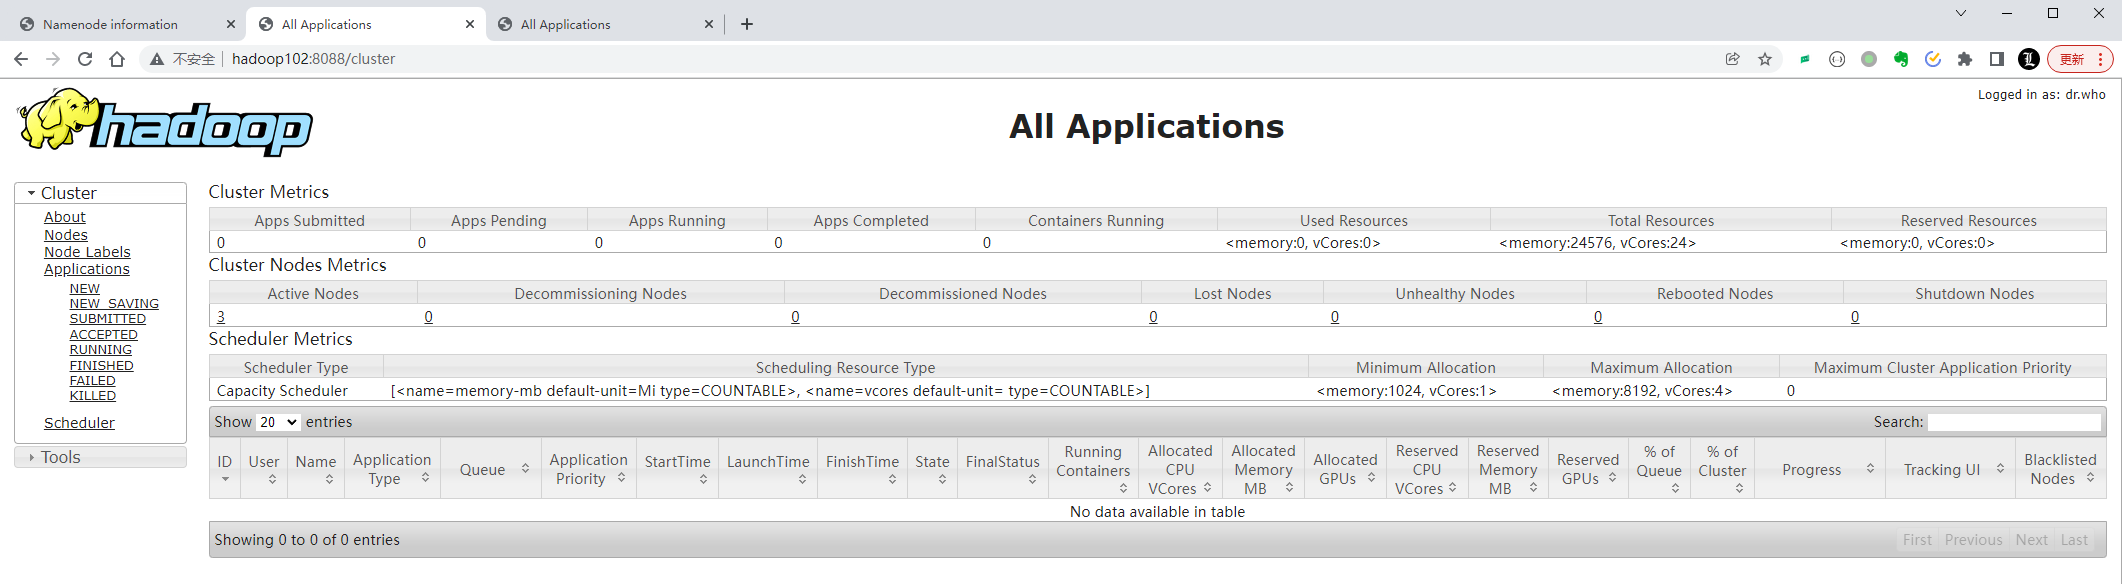 Namenode information
All Applications
All Applications
不安全
hadoop102:8088/cluster
更新
hadoop
All Applications
Logged in as: dr.who
Cluster
About
Nodes
Node Labels
Applications
NEW
NEW_SAVING
SUBMITTED
ACCEPTED
RUNNING
FINISHED
FAILED
KILLED
Scheduler
Tools
Cluster Metrics
Apps Submitted Apps Pending Apps Running Apps Completed Containers Running Used Resources Total Resources Reserved Resources
0 0 0 0 0 <memory:0, vCores:0> <memory:24576, vCores:24> <memory:0, vCores:0>
Cluster Nodes Metrics
Active Nodes Decommissioning Nodes Decommissioned Nodes Lost Nodes Unhealthy Nodes Rebooted Nodes Shutdown Nodes
3 0 0 0 0 0 0
Scheduler Metrics
Scheduler Type Scheduling Resource Type Minimum Allocation Maximum Allocation Maximum Cluster Application Priority
Capacity Scheduler [<name=memory-mb default-unit=Mi type=COUNTABLE>, <name=vcores default-unit= type=COUNTABLE>] <memory:1024, vCores:1> <memory:8192, vCores:4> 0
Show 20 entries Search:
ID
User
Name
Application
Type
Queue
Application
Priority
StartTime
LaunchTime
FinishTime
State
FinalStatus
Running
Containers
Allocated
CPU
VCores
Allocated
Memory
MB
Allocated
GPUs
Reserved
CPU
VCores
Reserved
Memory
MB
Reserved
GPUs
% of
Queue
% of
Cluster
Progress
Tracking UI
Blacklisted
Nodes
No data available in table
Showing 0 to 0 of 0 entries First Previous Next Last